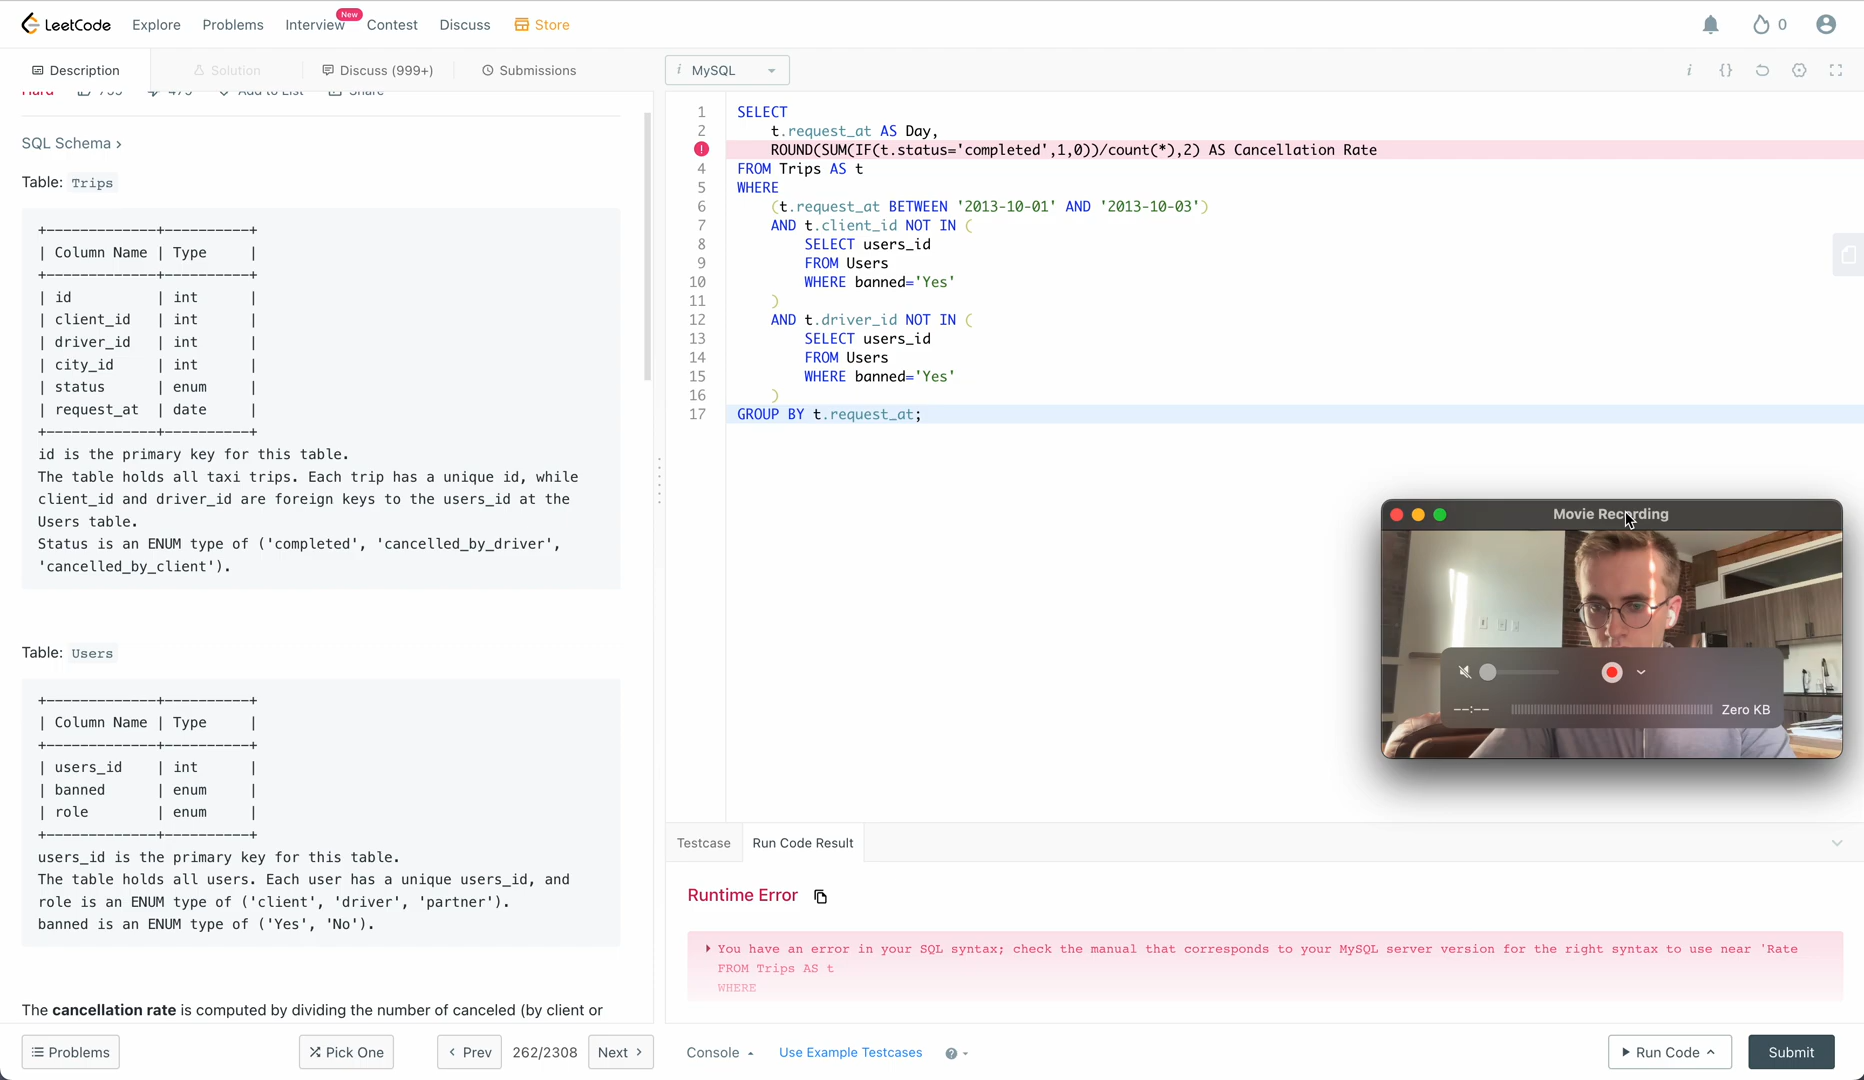 LeetCode Explore Problems Interview New Contest Discuss Store 0
Description Solution Discuss (999+) Submissions
Add to List Share
SQL Schema ›
Table: Trips
+--------------+----------+
| Column Name | Type |
+--------------+----------+
| id | int |
| client_id | int |
| driver_id | int |
| city_id | int |
| status | enum |
| request_at | date |
+--------------+----------+
id is the primary key for this table.
The table holds all taxi trips. Each trip has a unique id, while
client_id and driver_id are foreign keys to the users_id at the
Users table.
Status is an ENUM type of ('completed', 'cancelled_by_driver',
'cancelled_by_client').
Table: Users
+--------------+----------+
| Column Name | Type |
+--------------+----------+
| users_id | int |
| banned | enum |
| role | enum |
+--------------+----------+
users_id is the primary key for this table.
The table holds all users. Each user has a unique users_id, and
role is an ENUM type of ('client', 'driver', 'partner').
banned is an ENUM type of ('Yes', 'No').
The cancellation rate is computed by dividing the number of canceled (by client or
Problems Pick One Prev 262/2308 Next
i MySQL
1 SELECT
2 t.request_at AS Day,
ROUND(SUM(IF(t.status='completed',1,0))/count(*),2) AS Cancellation Rate
4 FROM Trips AS t
5 WHERE
6 (t.request_at BETWEEN '2013-10-01' AND '2013-10-03')
7 AND t.client_id NOT IN (
8 SELECT users_id
9 FROM Users
10 WHERE banned='Yes'
11 )
12 AND t.driver_id NOT IN (
13 SELECT users_id
14 FROM Users
15 WHERE banned='Yes'
16 )
17 GROUP BY t.request_at;
Movie Recording
--:-- Zero KB
Testcase Run Code Result
Runtime Error
You have an error in your SQL syntax; check the manual that corresponds to your MySQL server version for the right syntax to use near 'Rate
FROM Trips AS t
WHERE
Console Use Example Testcases Run Code Submit